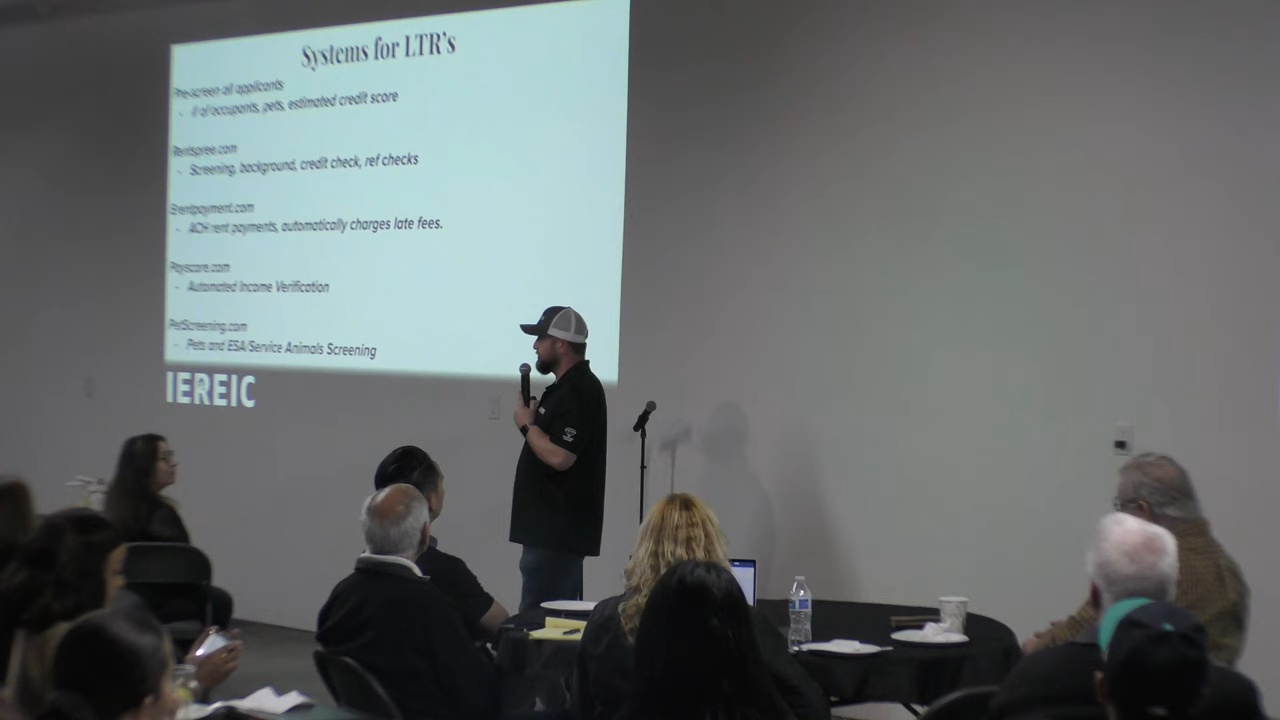 Systems for LTR's
Pre-screen all applicants
- # of occupants, pets, estimated credit score
Rentspree.com
- Screening, background, credit check, ref checks
Erentpayment.com
- ACH rent payments, automatically charges late fees.
Payscore.com
- Automated Income Verification
PetScreening.com
- Pets and ESA/Service Animals Screening
IEREIC